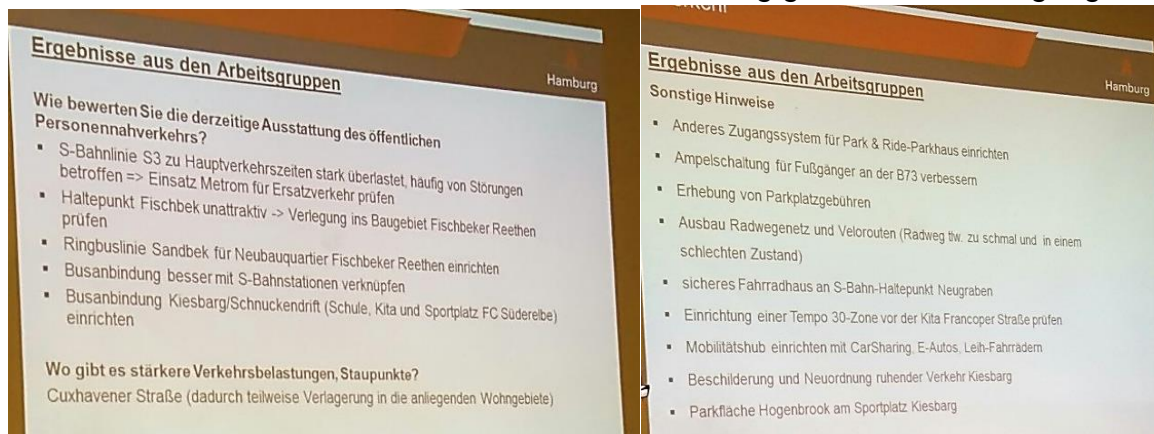 Ergebnisse aus den Arbeitsgruppen
Hamburg
Wie bewerten Sie die derzeitige Ausstattung des öffentlichen
Personennahverkehrs?
▪ S-Bahnlinie S3 zu Hauptverkehrszeiten stark überlastet, häufig von Störungen
betroffen => Einsatz Metrom für Ersatzverkehr prüfen
▪ Haltepunkt Fischbek unattraktiv -> Verlegung ins Baugebiet Fischbeker Reethen
prüfen
▪ Ringbuslinie Sandbek für Neubauquartier Fischbeker Reethen einrichten
▪ Busanbindung besser mit S-Bahnstationen verknüpfen
▪ Busanbindung Kiesbarg/Schnuckendrift (Schule, Kita und Sportplatz FC Süderelbe)
einrichten
Wo gibt es stärkere Verkehrsbelastungen, Staupunkte?
Cuxhavener Straße (dadurch teilweise Verlagerung in die anliegenden Wohngebiete)
Ergebnisse aus den Arbeitsgruppen
Hamburg
Sonstige Hinweise
▪ Anderes Zugangssystem für Park & Ride-Parkhaus einrichten
▪ Ampelschaltung für Fußgänger an der B73 verbessern
▪ Erhebung von Parkplatzgebühren
▪ Ausbau Radwegenetz und Velorouten (Radweg tlw. zu schmal und in einem
schlechten Zustand)
▪ sicheres Fahrradhaus an S-Bahn-Haltepunkt Neugraben
▪ Einrichtung einer Tempo 30-Zone vor der Kita Francoper Straße prüfen
▪ Mobilitätshub einrichten mit CarSharing, E-Autos, Leih-Fahrrädern
▪ Beschilderung und Neuordnung ruhender Verkehr Kiesbarg
▪ Parkfläche Hogenbrook am Sportplatz Kiesbarg